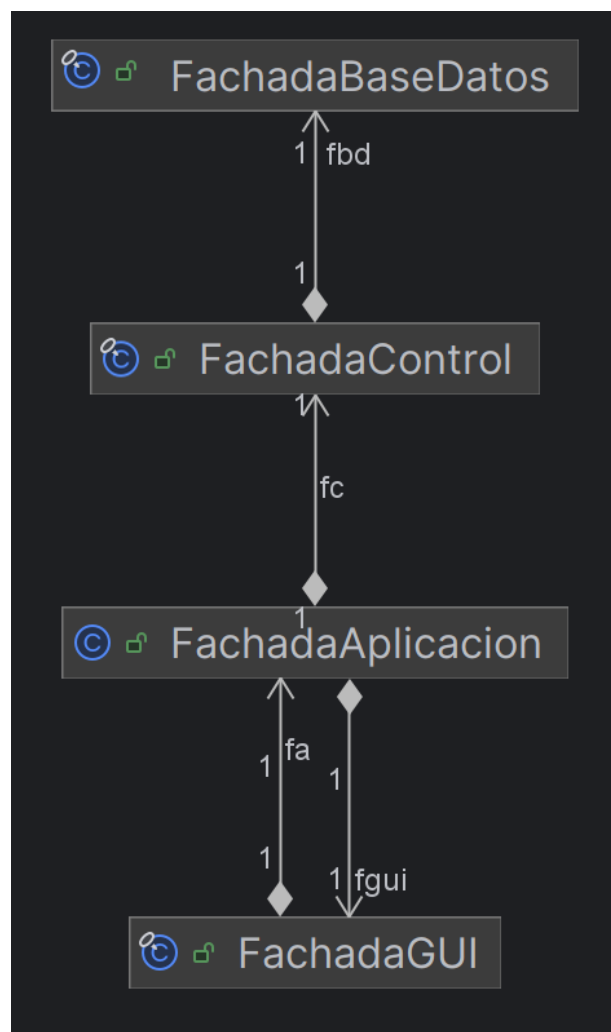 FachadaBaseDatos
1 fbd
1
FachadaControl
1
fc
1
FachadaAplicacion
fa
1 1
1
1 fgui
FachadaGUI